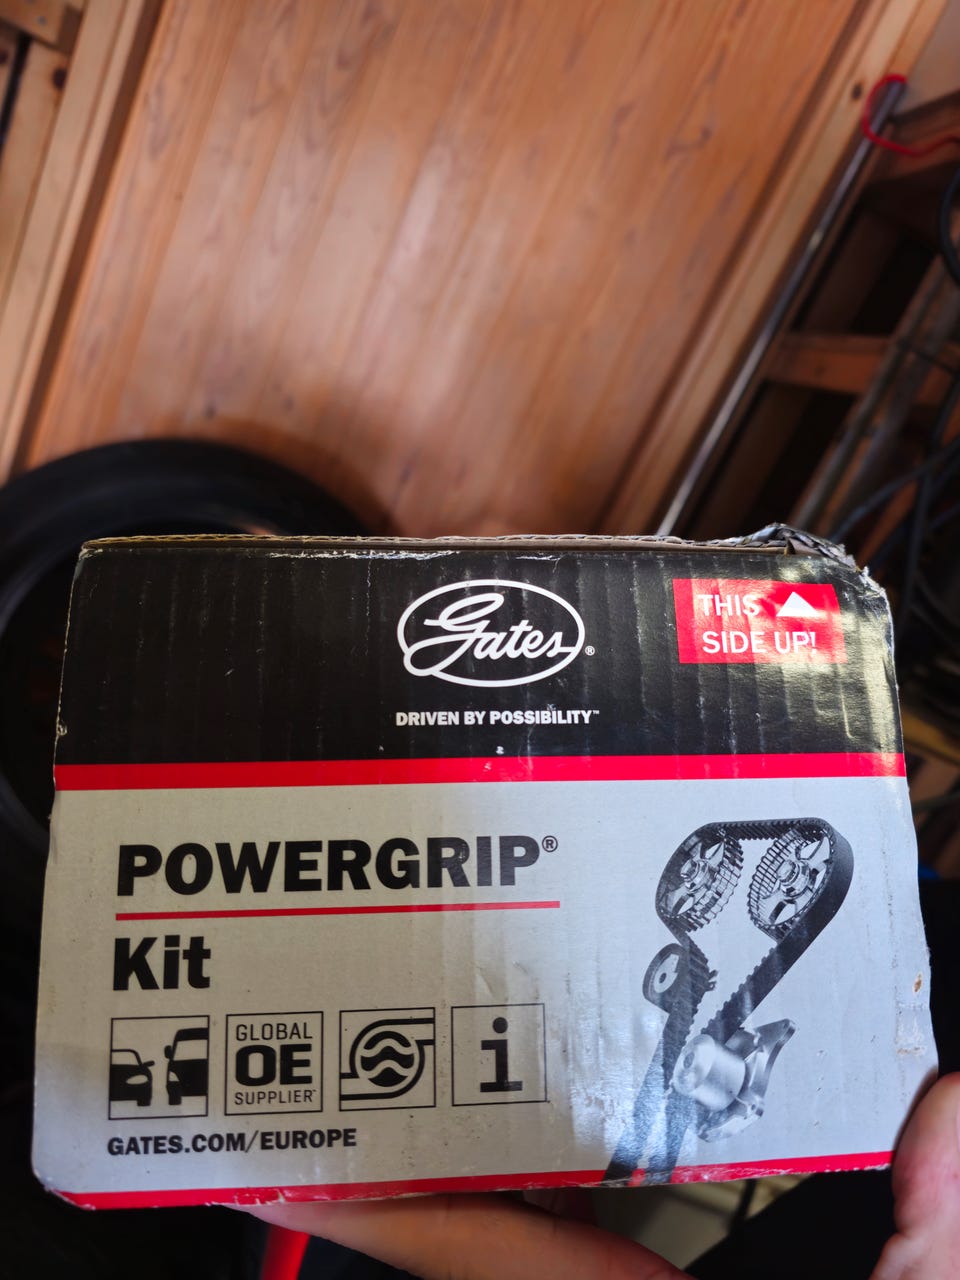 Gates®
DRIVEN BY POSSIBILITY™
THIS
SIDE UP!
POWERGRIP®
Kit
GLOBAL
OE
SUPPLIER
i
GATES.COM/EUROPE